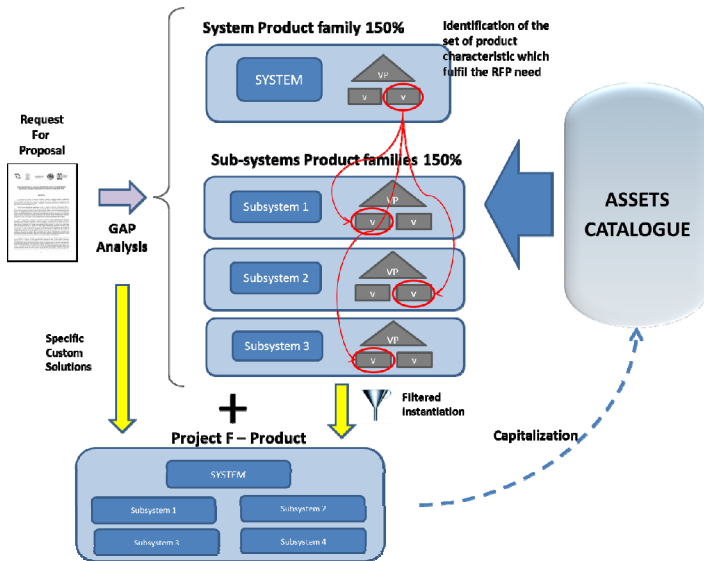 System Product family 150%
Identification of the
set of product
characteristic which
fulfil the RFP need
SYSTEM
VP
v
v
Request
For
Proposal
GAP
Analysis
Sub-systems Product families 150%
Subsystem 1
VP
v
v
Subsystem 2
VP
v
v
Subsystem 3
VP
v
v
ASSETS
CATALOGUE
Specific
Custom
Solutions
+
Filtered
instantiation
Project F – Product
SYSTEM
Subsystem 1
Subsystem 2
Subsystem 3
Subsystem 4
Capitalization